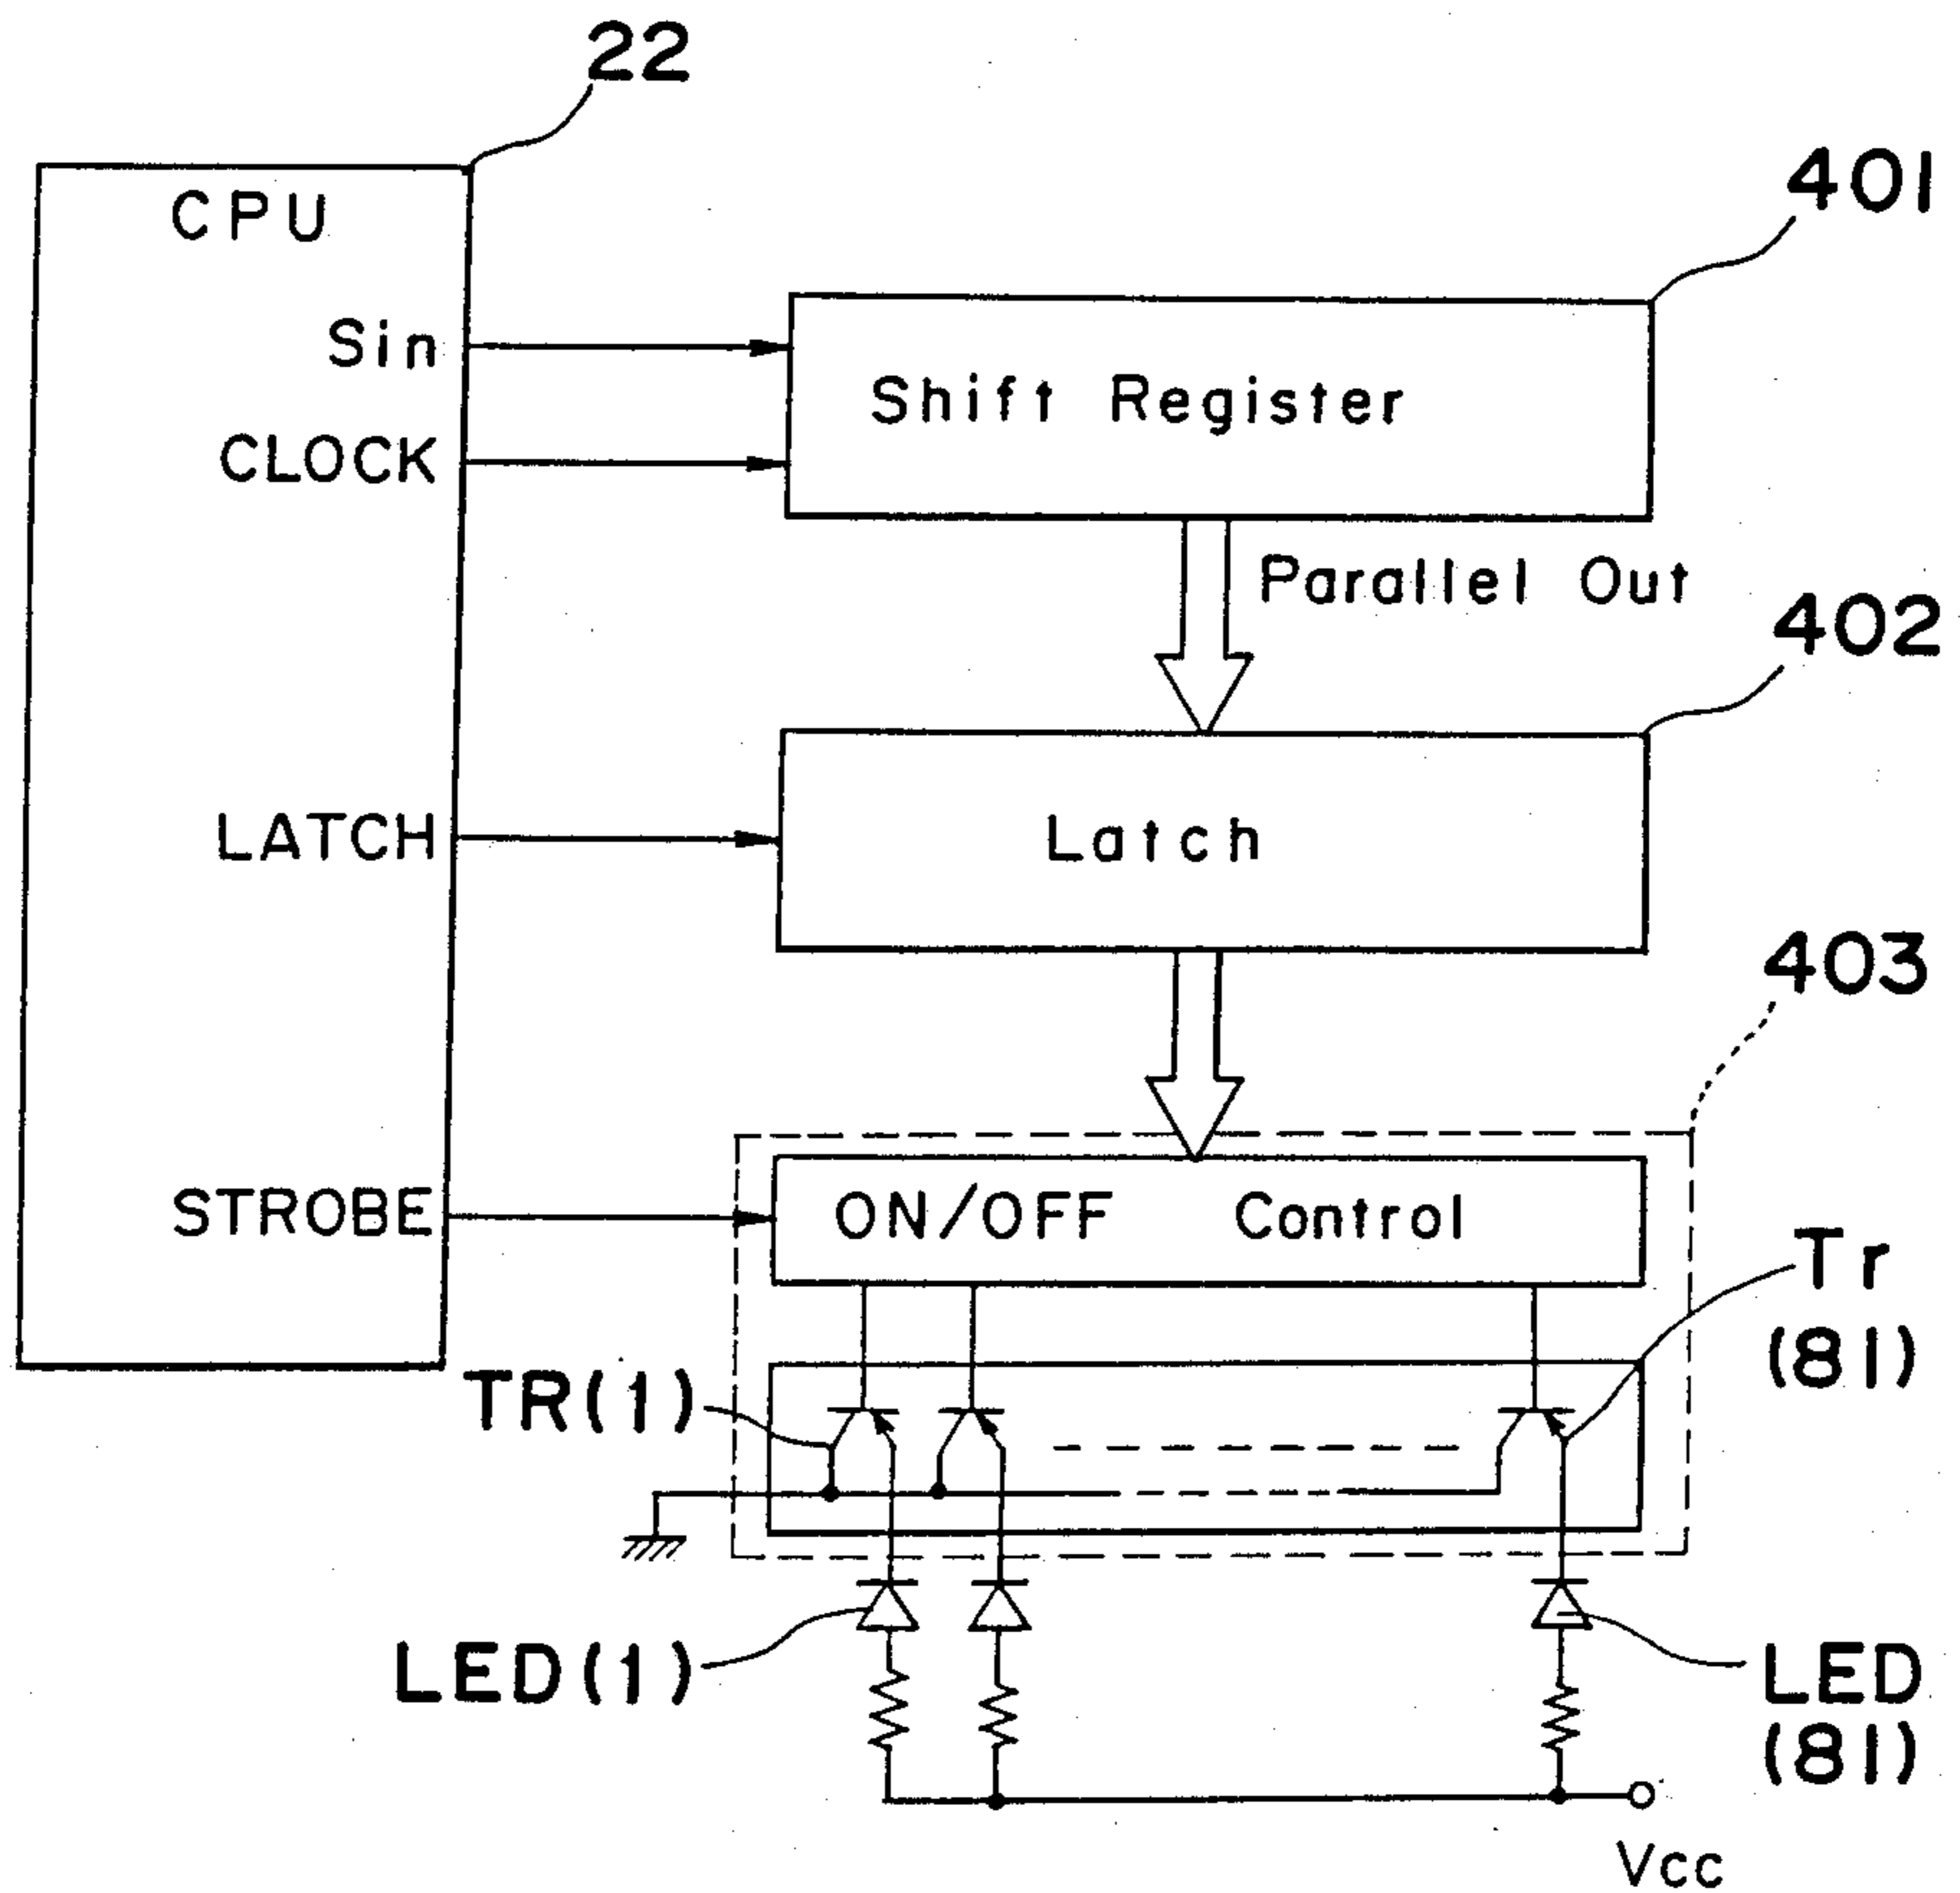 22
CPU
401
Sin
Shift Register
CLOCK
Parallel Out
402
LATCH
Latch
403
STROBE
ON/OFF Control
Tr
(81)
TR(1)
LED(1)
LED
(81)
Vcc